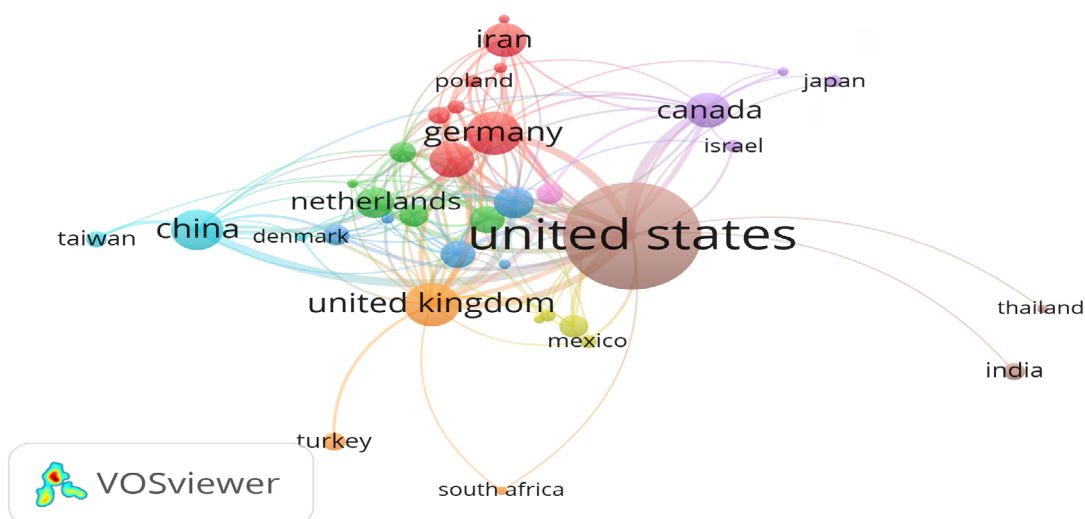 iran
poland
japan
canada
germany
israel
netherlands
china
taiwan
denmark
united states
united kingdom
thailand
mexico
india
turkey
VOSviewer
south africa